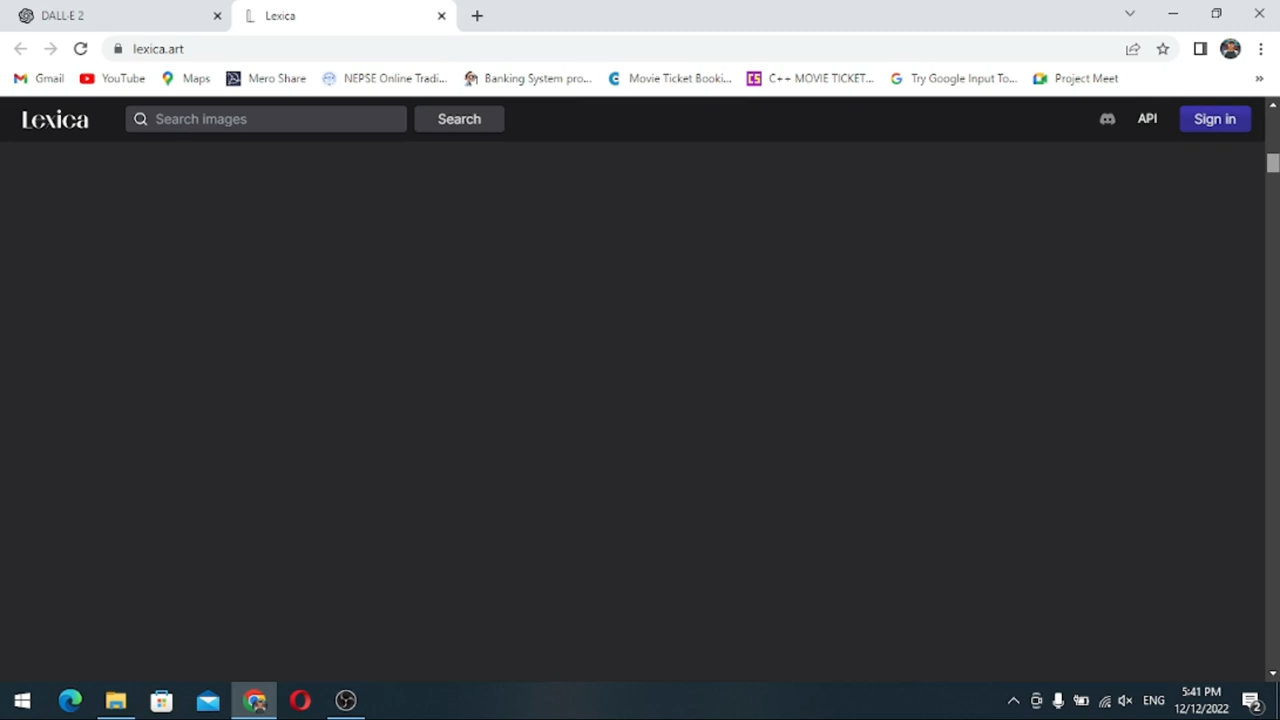 DALL·E 2
Lexica
lexica.art
Gmail
YouTube
Maps
Mero Share
NEPSE Online Tradi...
Banking System pro...
Movie Ticket Booki...
C++ MOVIE TICKET...
Try Google Input To...
Project Meet
»
Lexica
Search images
Search
API
Sign in
ENG
5:41 PM
12/12/2022
2